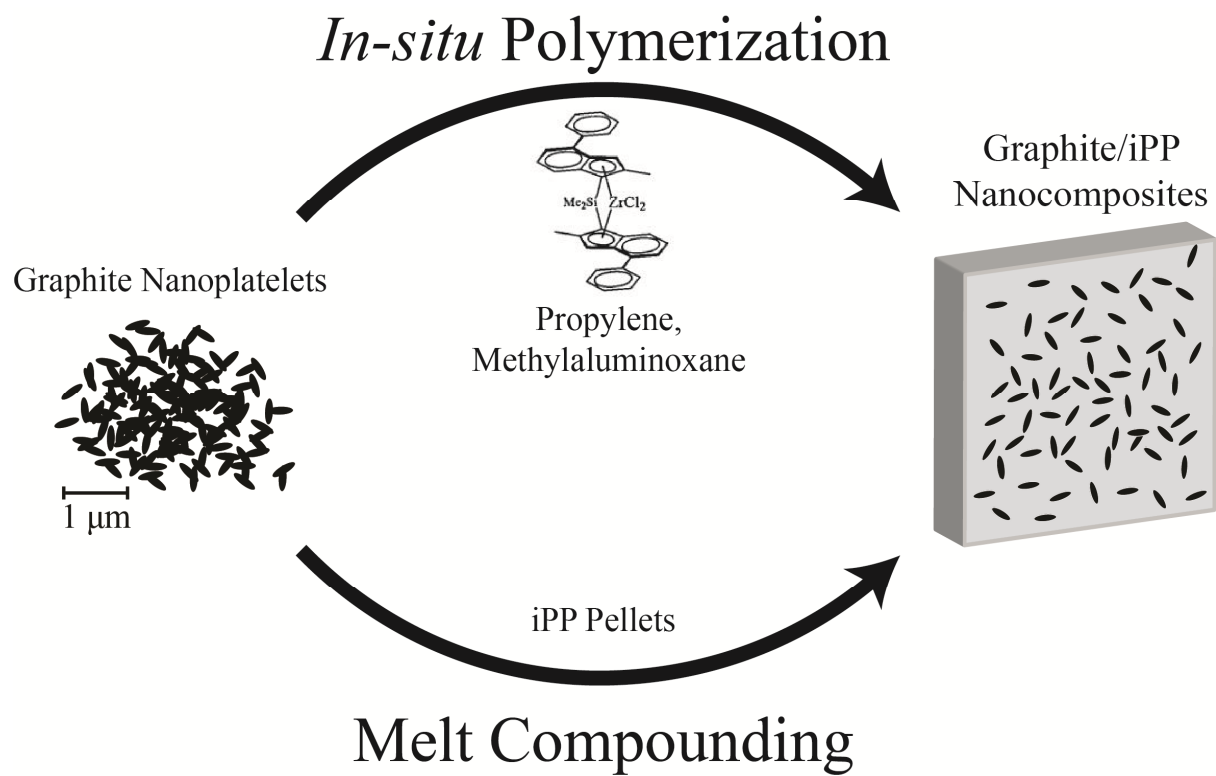 In-situ Polymerization
Me2Si ZrCl2
Propylene,
Methylaluminoxane
Graphite Nanoplatelets
1 μm
Graphite/iPP
Nanocomposites
iPP Pellets
Melt Compounding